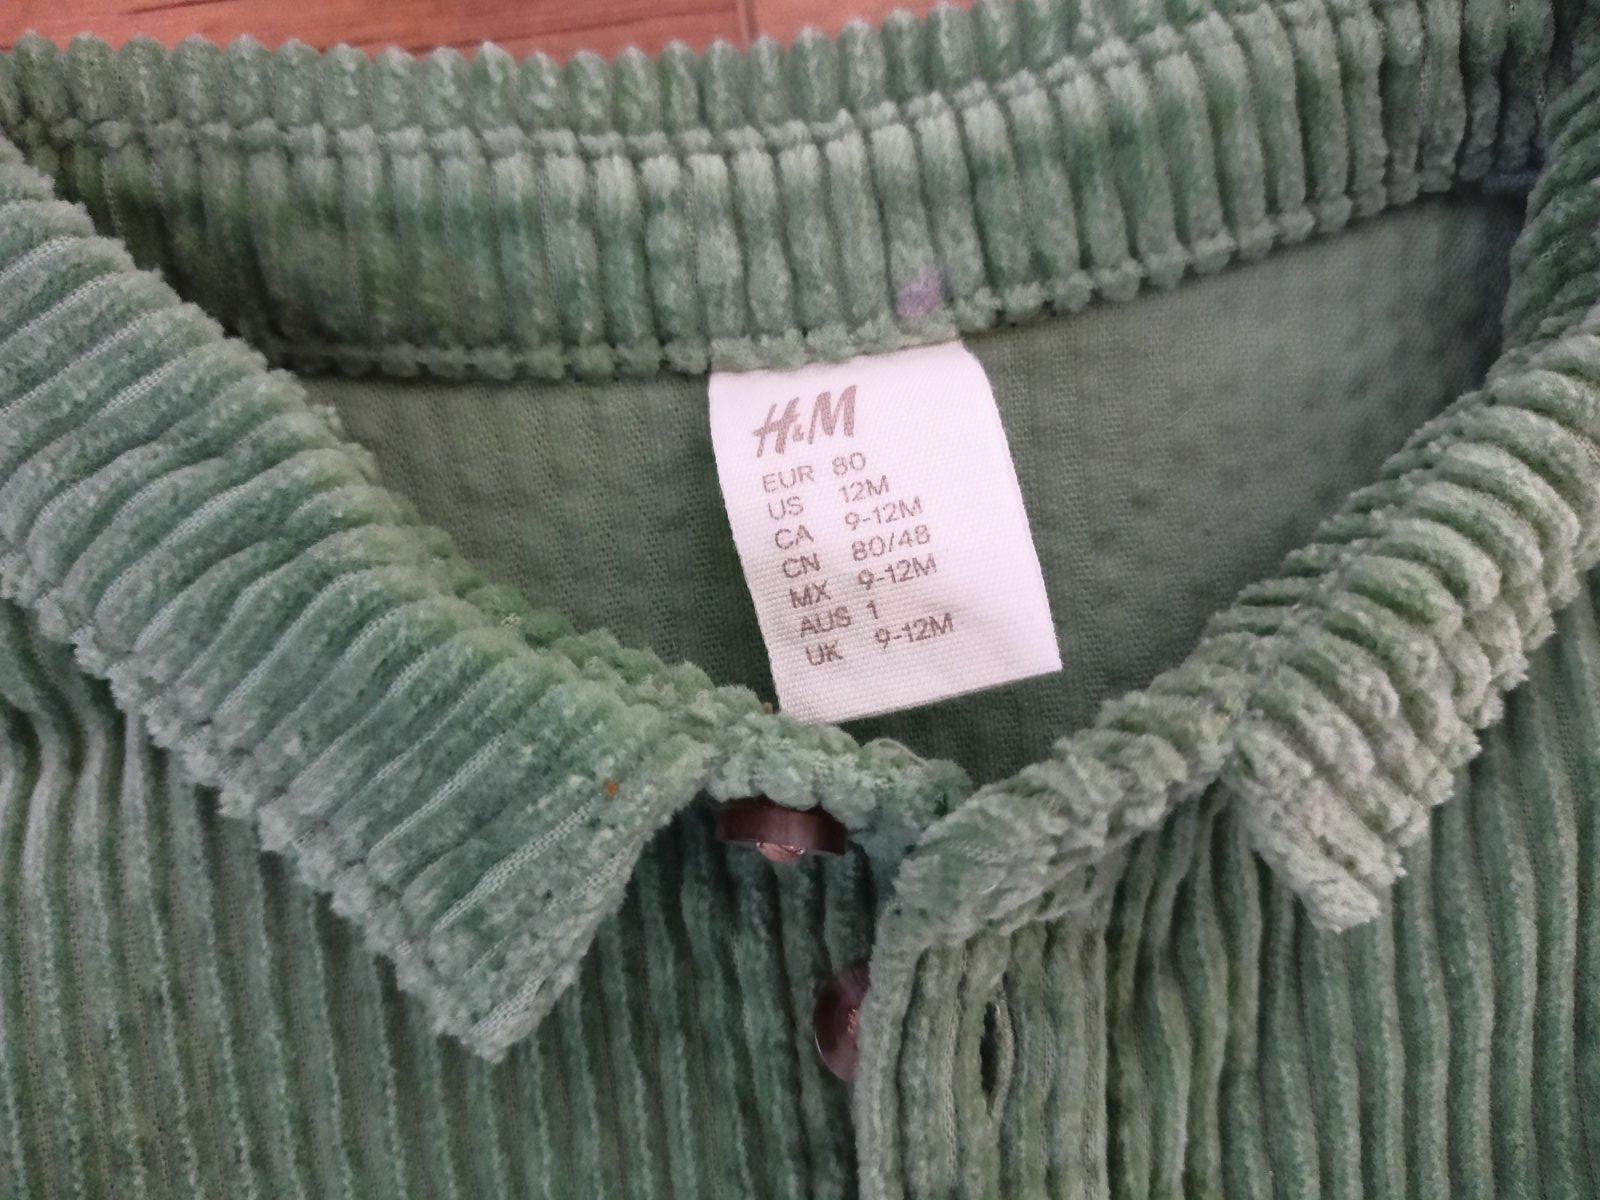 H&M
EUR 80
US 12M
CA 9-12M
CN 80/48
MX 9-12M
AUS 1
UK 9-12M